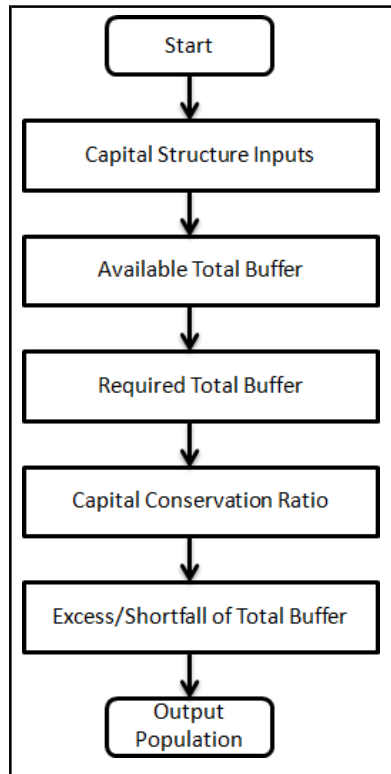 Start
Capital Structure Inputs
Available Total Buffer
Required Total Buffer
Capital Conservation Ratio
Excess/Shortfall of Total Buffer
Output
Population